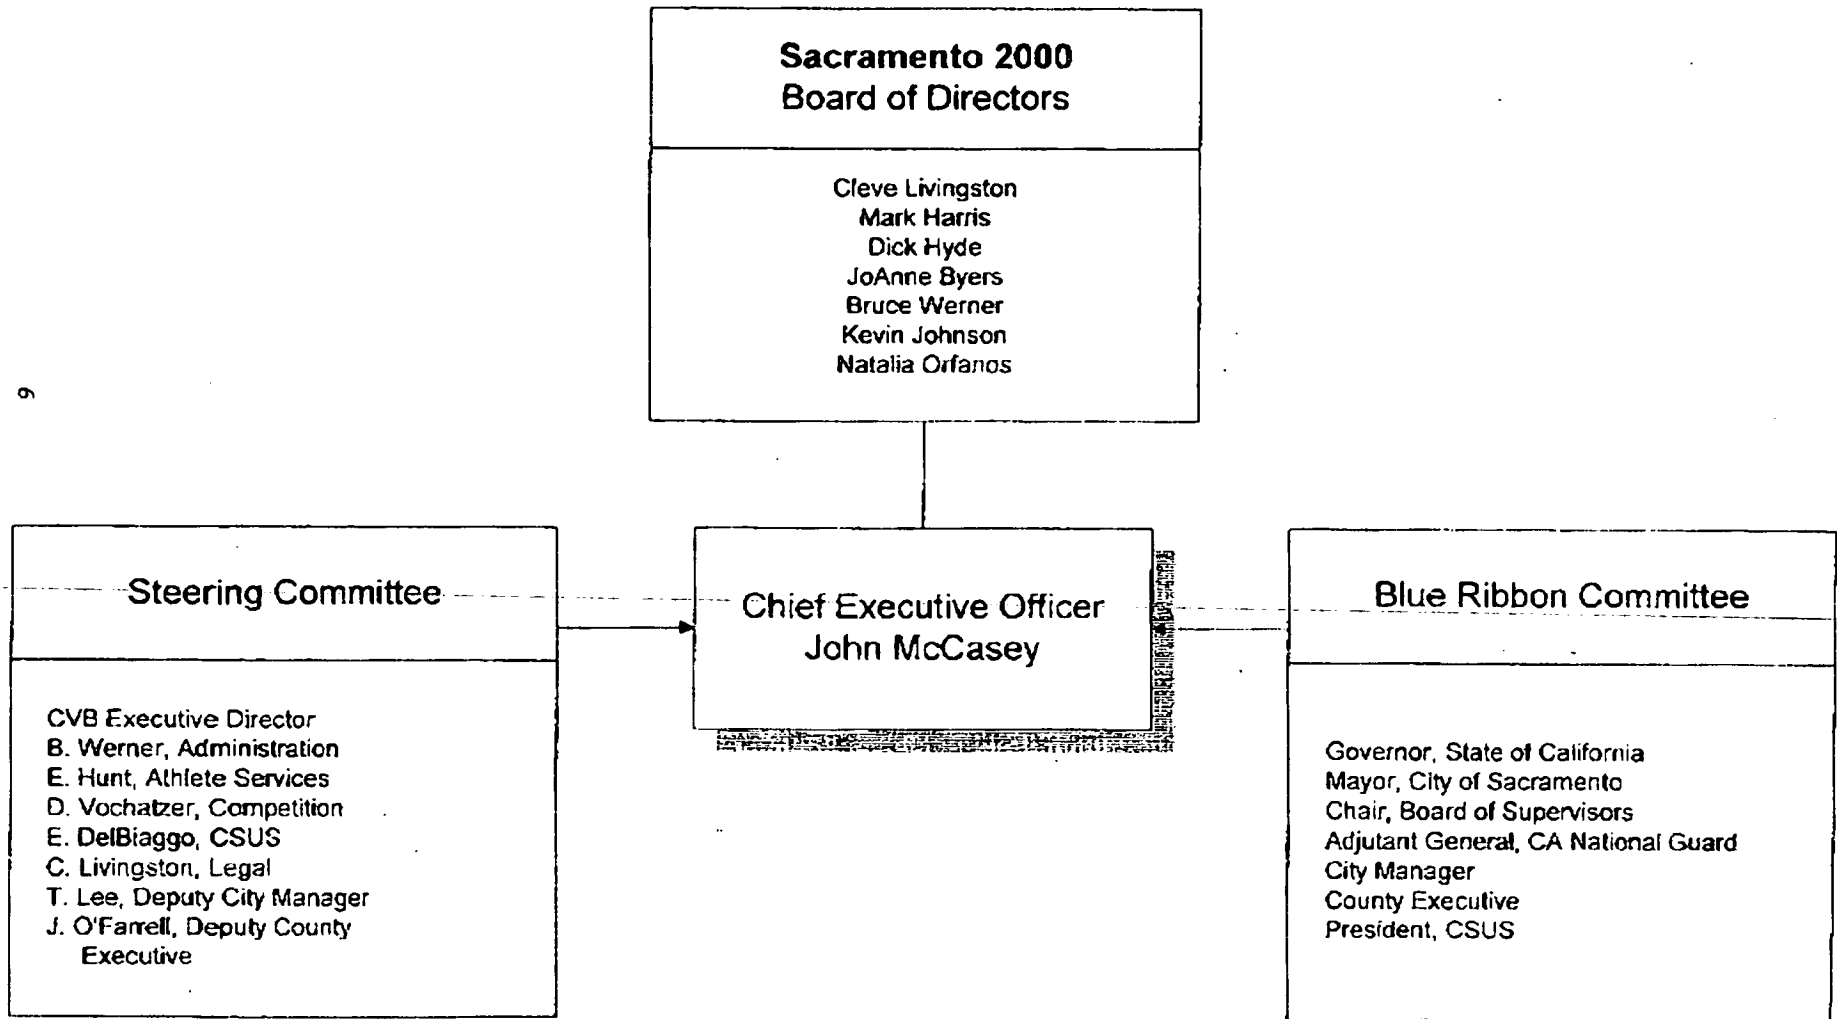 Sacramento 2000
Board of Directors
Cleve Livingston
Mark Harris
Dick Hyde
JoAnne Byers
Bruce Werner
Kevin Johnson
Natalia Orfanos
6
Steering Committee
CVB Executive Director
B. Werner, Administration
E. Hunt, Athlete Services
D. Vochatzer, Competition
E. DelBiaggo, CSUS
C. Livingston, Legal
T. Lee, Deputy City Manager
J. O'Farrell, Deputy County
Executive
Chief Executive Officer
John McCasey
Blue Ribbon Committee
Governor, State of California
Mayor, City of Sacramento
Chair, Board of Supervisors
Adjutant General, CA National Guard
City Manager
County Executive
President, CSUS